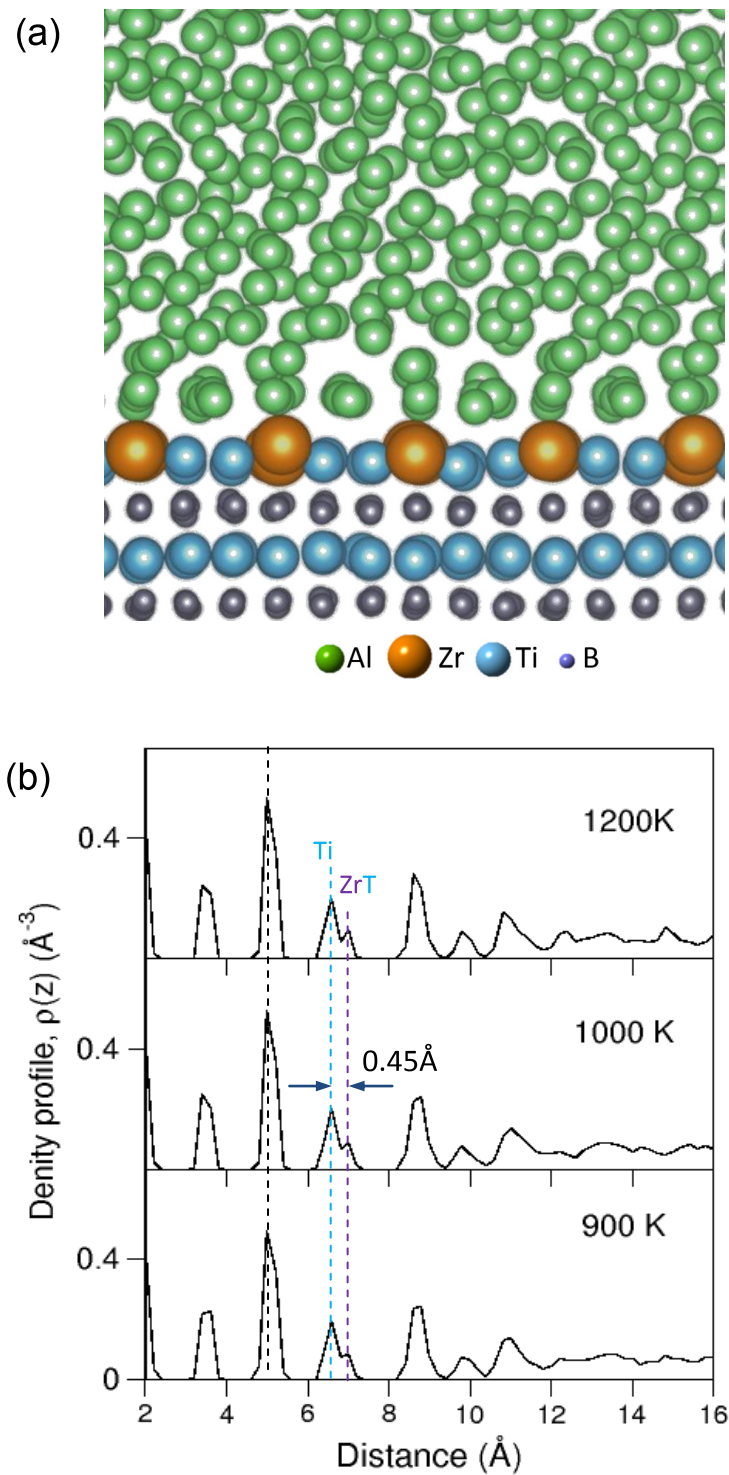 (a)
Al Zr Ti B
(b)
1200K
0.4
Ti
ZrT
1000 K
0.4
0.45Å
900 K
0.4
0
2 4 6 8 10 12 14 16
Distance (Å)
Denity profile, ρ(z) (Å⁻³)